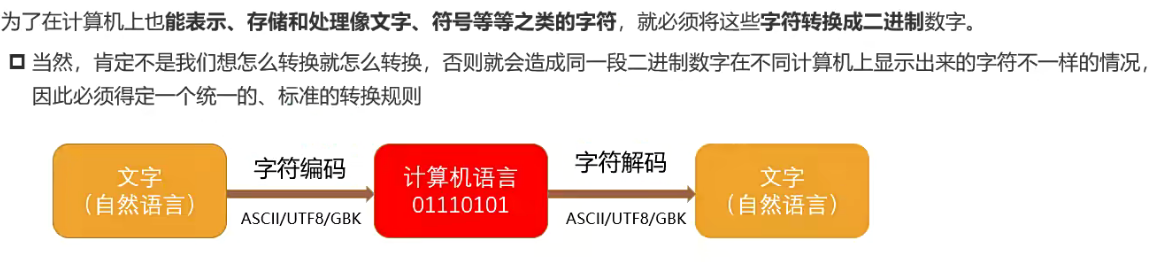 为了在计算机上也能表示、存储和处理像文字、符号等等之类的字符，就必须将这些字符转换成二进制数字。
当然，肯定不是我们想怎么转换就怎么转换，否则就会造成同一段二进制数字在不同计算机上显示出来的字符不一样的情况，
因此必须得定一个统一的、标准的转换规则
文字
（自然语言）
字符编码
ASCII/UTF8/GBK
计算机语言
01110101
字符解码
ASCII/UTF8/GBK
文字
（自然语言）